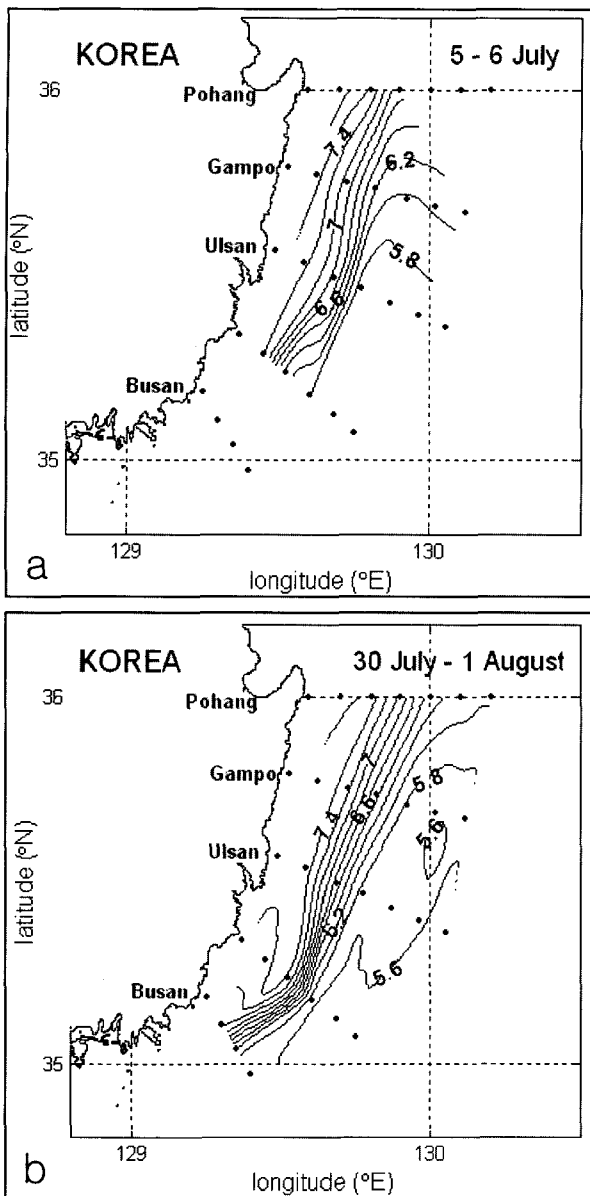 KOREA
5 - 6 July
36
Pohang
7.4
Gampo
6.2
7
Ulsan
5.8
6.6
Busan
35
latitude (°N)
129
130
longitude (°E)
a
KOREA
30 July - 1 August
36
Pohang
7
Gampo
5.8
6.6
7.4
5.6
Ulsan
6.2
5.6
Busan
35
latitude (°N)
129
130
longitude (°E)
b